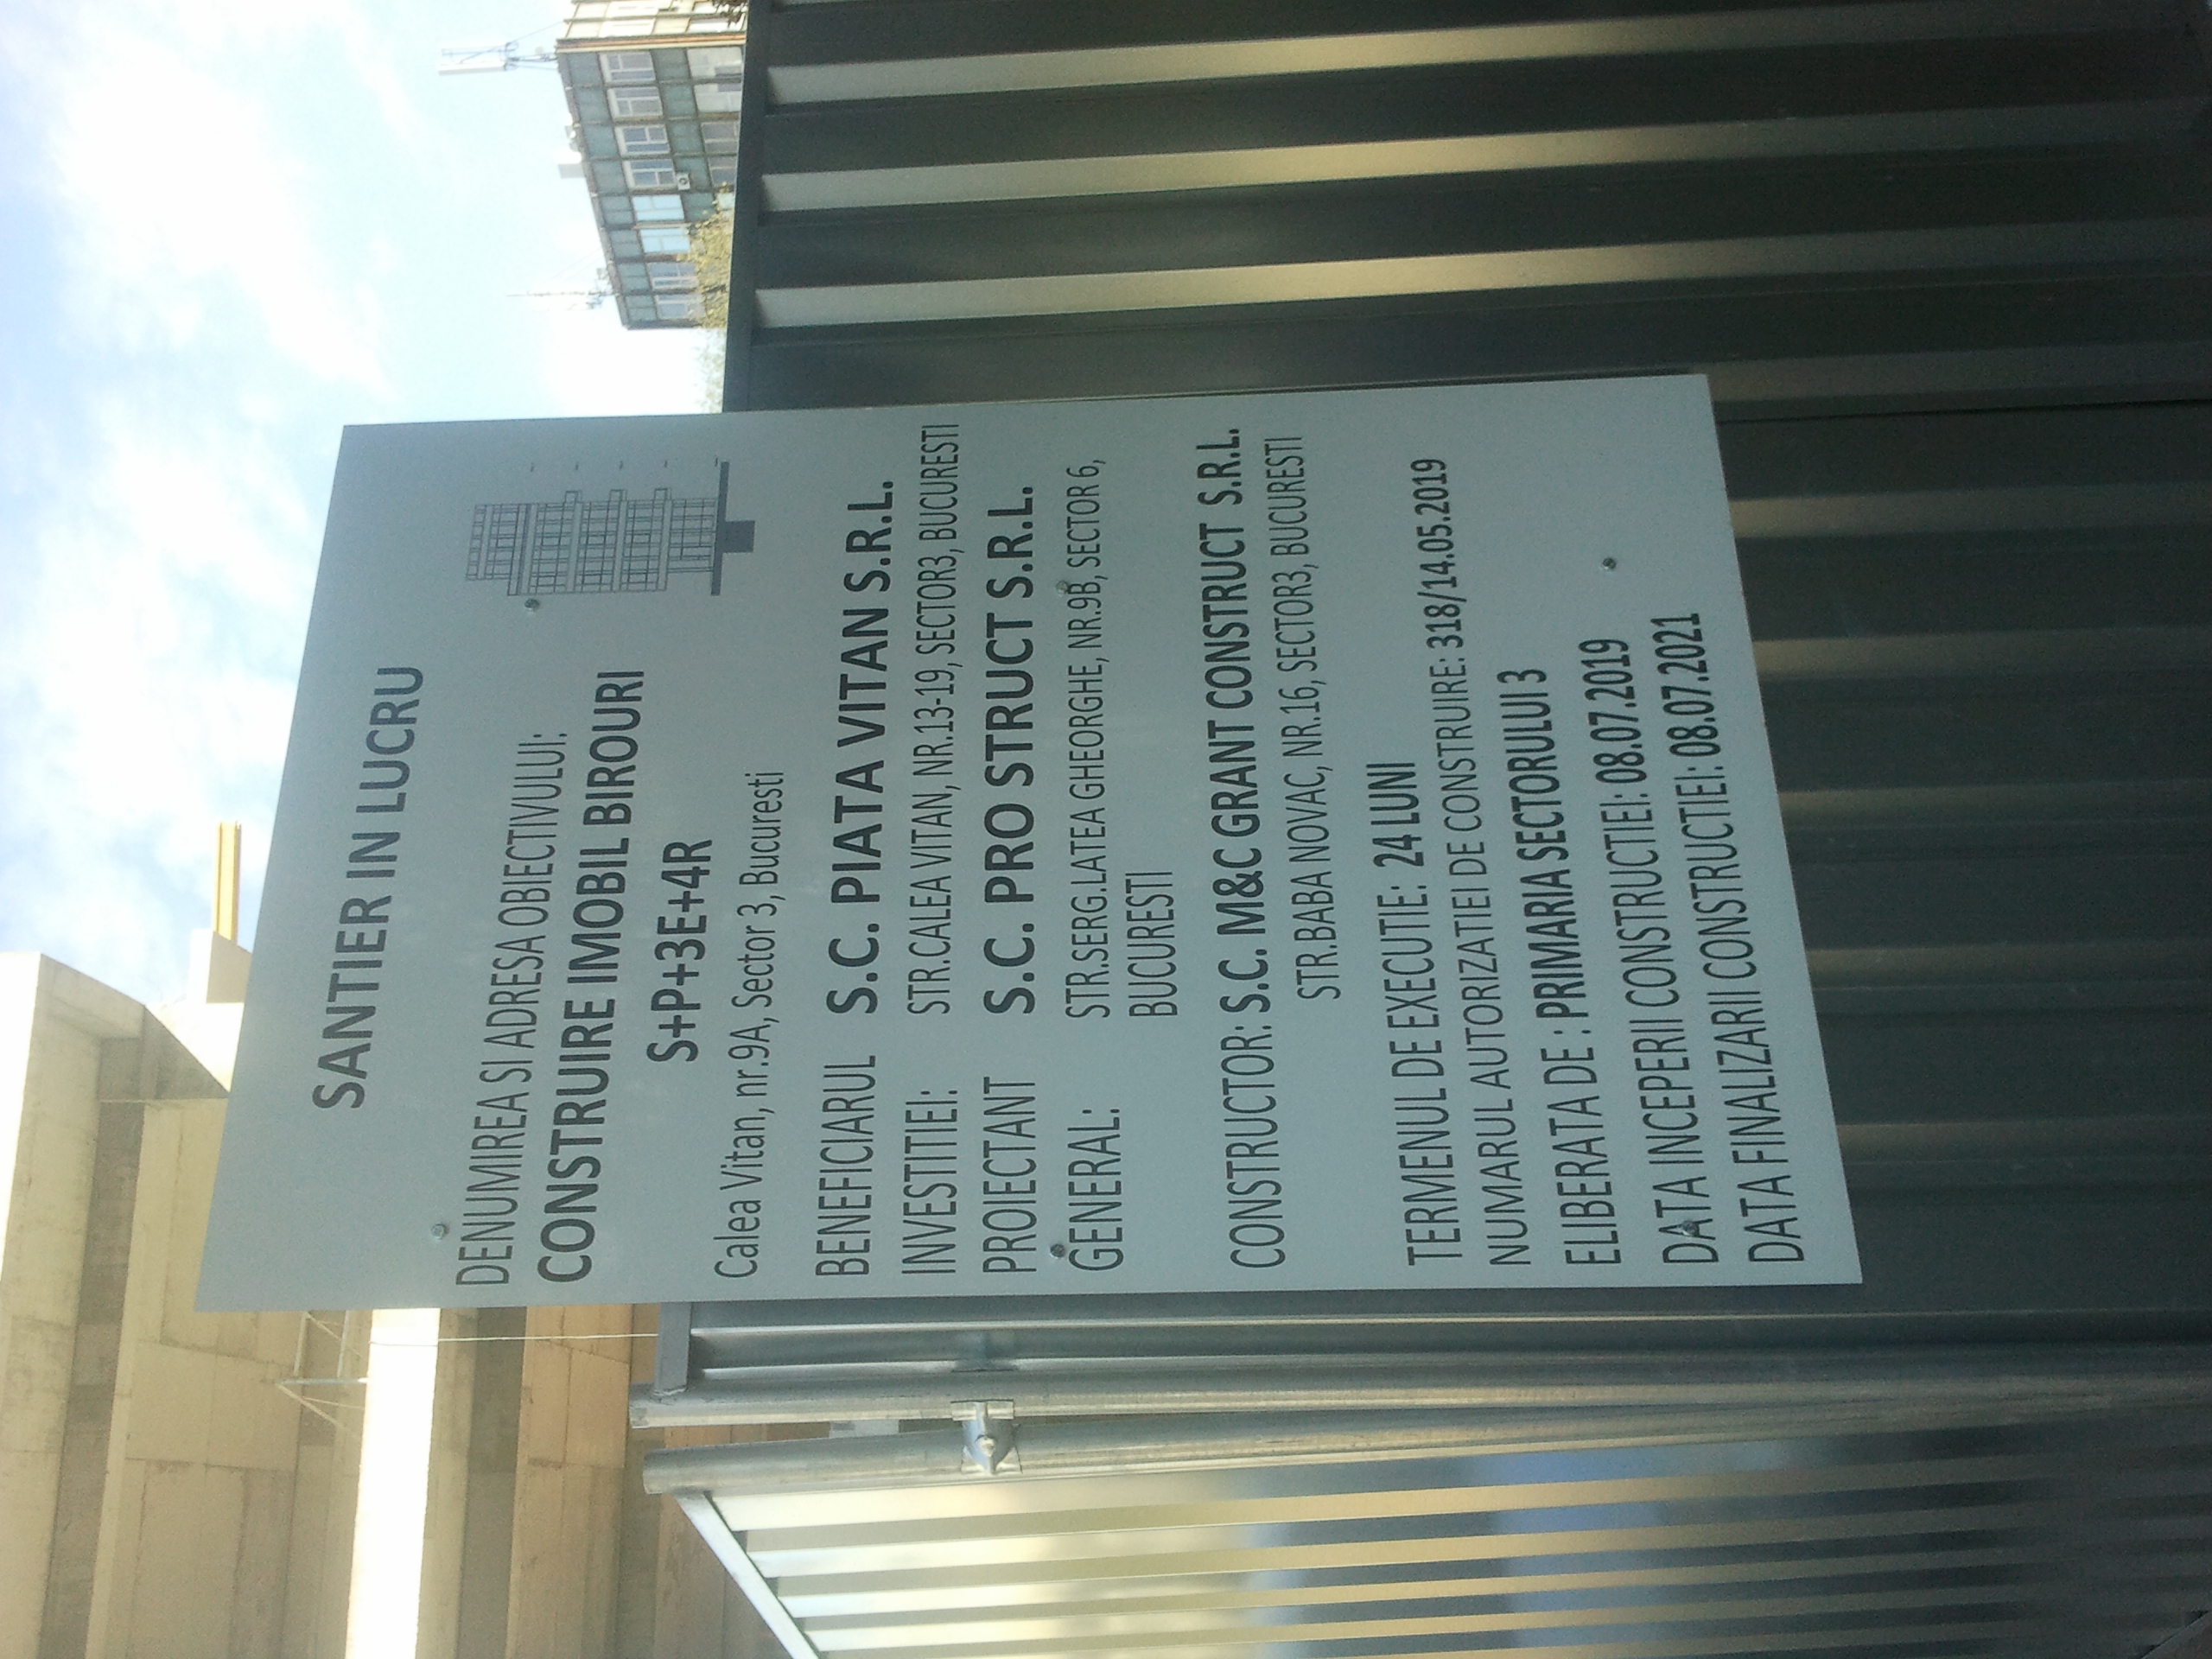 SANTIER IN LUCRU
DENUMIREA SI ADRESA OBIECTIVULUI:
CONSTRUIRE IMOBIL BIROURI
S+P+3E+4R
Calea Vitan, nr.9A, Sector 3, Bucuresti
BENEFICIARUL S.C. PIATA VITAN S.R.L.
INVESTITIEI: STR.CALEA VITAN, NR.13-19, SECTOR3, BUCURESTI
PROIECTANT S.C. PRO STRUCT S.R.L.
GENERAL: STR.SERG.LATEA GHEORGHE, NR.9B, SECTOR 6,
BUCURESTI
CONSTRUCTOR: S.C. M&C GRANT CONSTRUCT S.R.L.
STR.BABA NOVAC, NR.16, SECTOR3, BUCURESTI
TERMENUL DE EXECUTIE: 24 LUNI
NUMARUL AUTORIZATIEI DE CONSTRUIRE: 318/14.05.2019
ELIBERATA DE : PRIMARIA SECTORULUI 3
DATA INCEPERII CONSTRUCTIEI: 08.07.2019
DATA FINALIZARII CONSTRUCTIEI: 08.07.2021